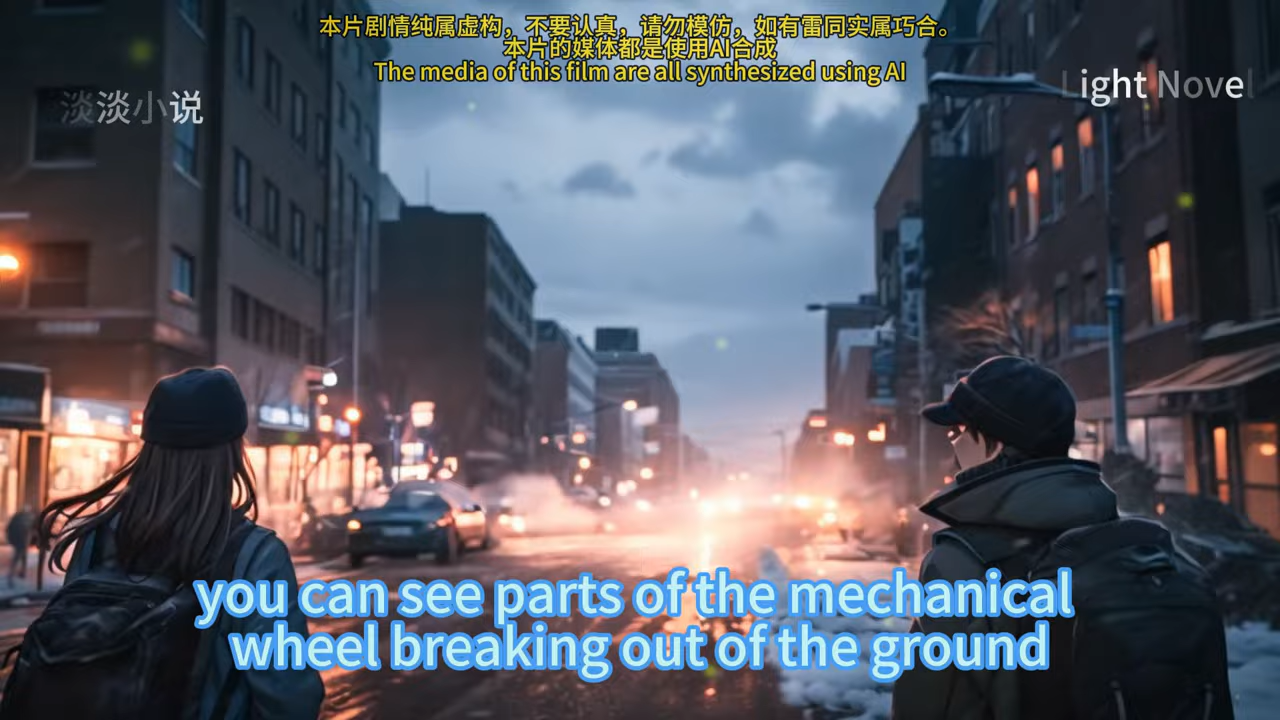 本片剧情纯属虚构，不要认真，请勿模仿，如有雷同实属巧合。
本片的媒体都是使用AI合成
The media of this film are all synthesized using AI
淡淡小说
Light Novel
you can see parts of the mechanical
wheel breaking out of the ground